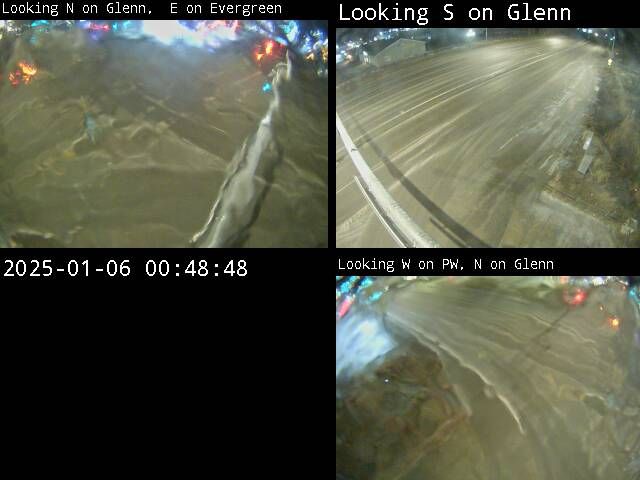 Looking N on Glenn,  E on Evergreen
Looking S on Glenn
2025-01-06 00:48:48
Looking W on PW, N on Glenn